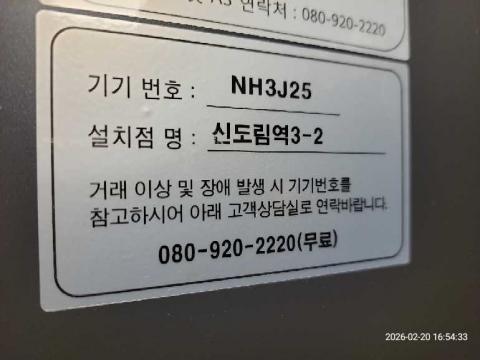 및 AS 연락처 : 080-920-2220
기기 번호 : NH3J25
설치점 명 : 신도림역3-2
거래 이상 및 장애 발생 시 기기번호를
참고하시어 아래 고객상담실로 연락바랍니다.
080-920-2220(무료)
2026-02-20 16:54:33